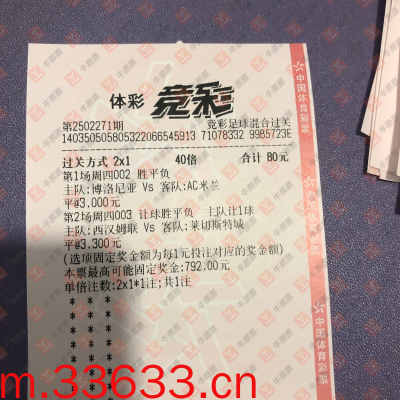 体彩 竞彩
第2502271期 竞彩足球混合过关
140350505805322066545913 71078332 9985723E
过关方式 2x1 40倍 合计 80元
第1场周四002 胜平负
主队:博洛尼亚 Vs 客队:AC米兰
平@3.000元
第2场周四003 让球胜平负 主队让1球
主队:西汉姆联 Vs 客队:莱切斯特城
平@3.300元
(选项固定奖金额为每1元投注对应的奖金额)
本票最高可能固定奖金:792.00元
单倍注数:2x1*1注;共1注
* * *
* * *
* * *
* * *
* * *
* * *
中国体育彩票
中国体育彩票
m.33633.cn